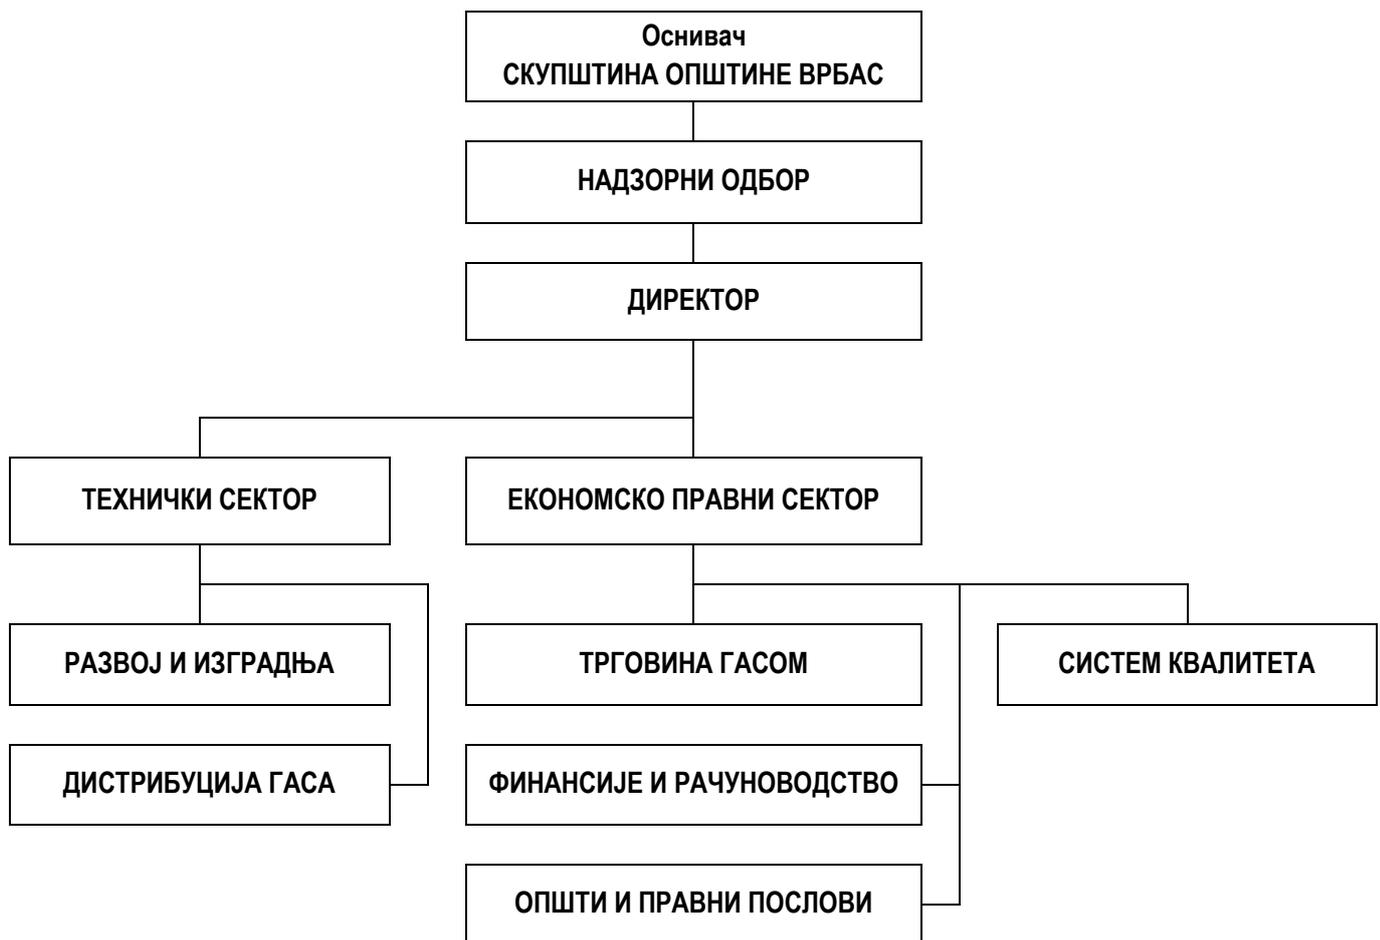 Оснивач
СКУПШТИНА ОПШТИНЕ ВРБАС
НАДЗОРНИ ОДБОР
ДИРЕКТОР
ТЕХНИЧКИ СЕКТОР
ЕКОНОМСКО ПРАВНИ СЕКТОР
РАЗВОЈ И ИЗГРАДЊА
ТРГОВИНА ГАСОМ
СИСТЕМ КВАЛИТЕТА
ДИСТРИБУЦИЈА ГАСА
ФИНАНСИЈЕ И РАЧУНОВОДСТВО
ОПШТИ И ПРАВНИ ПОСЛОВИ